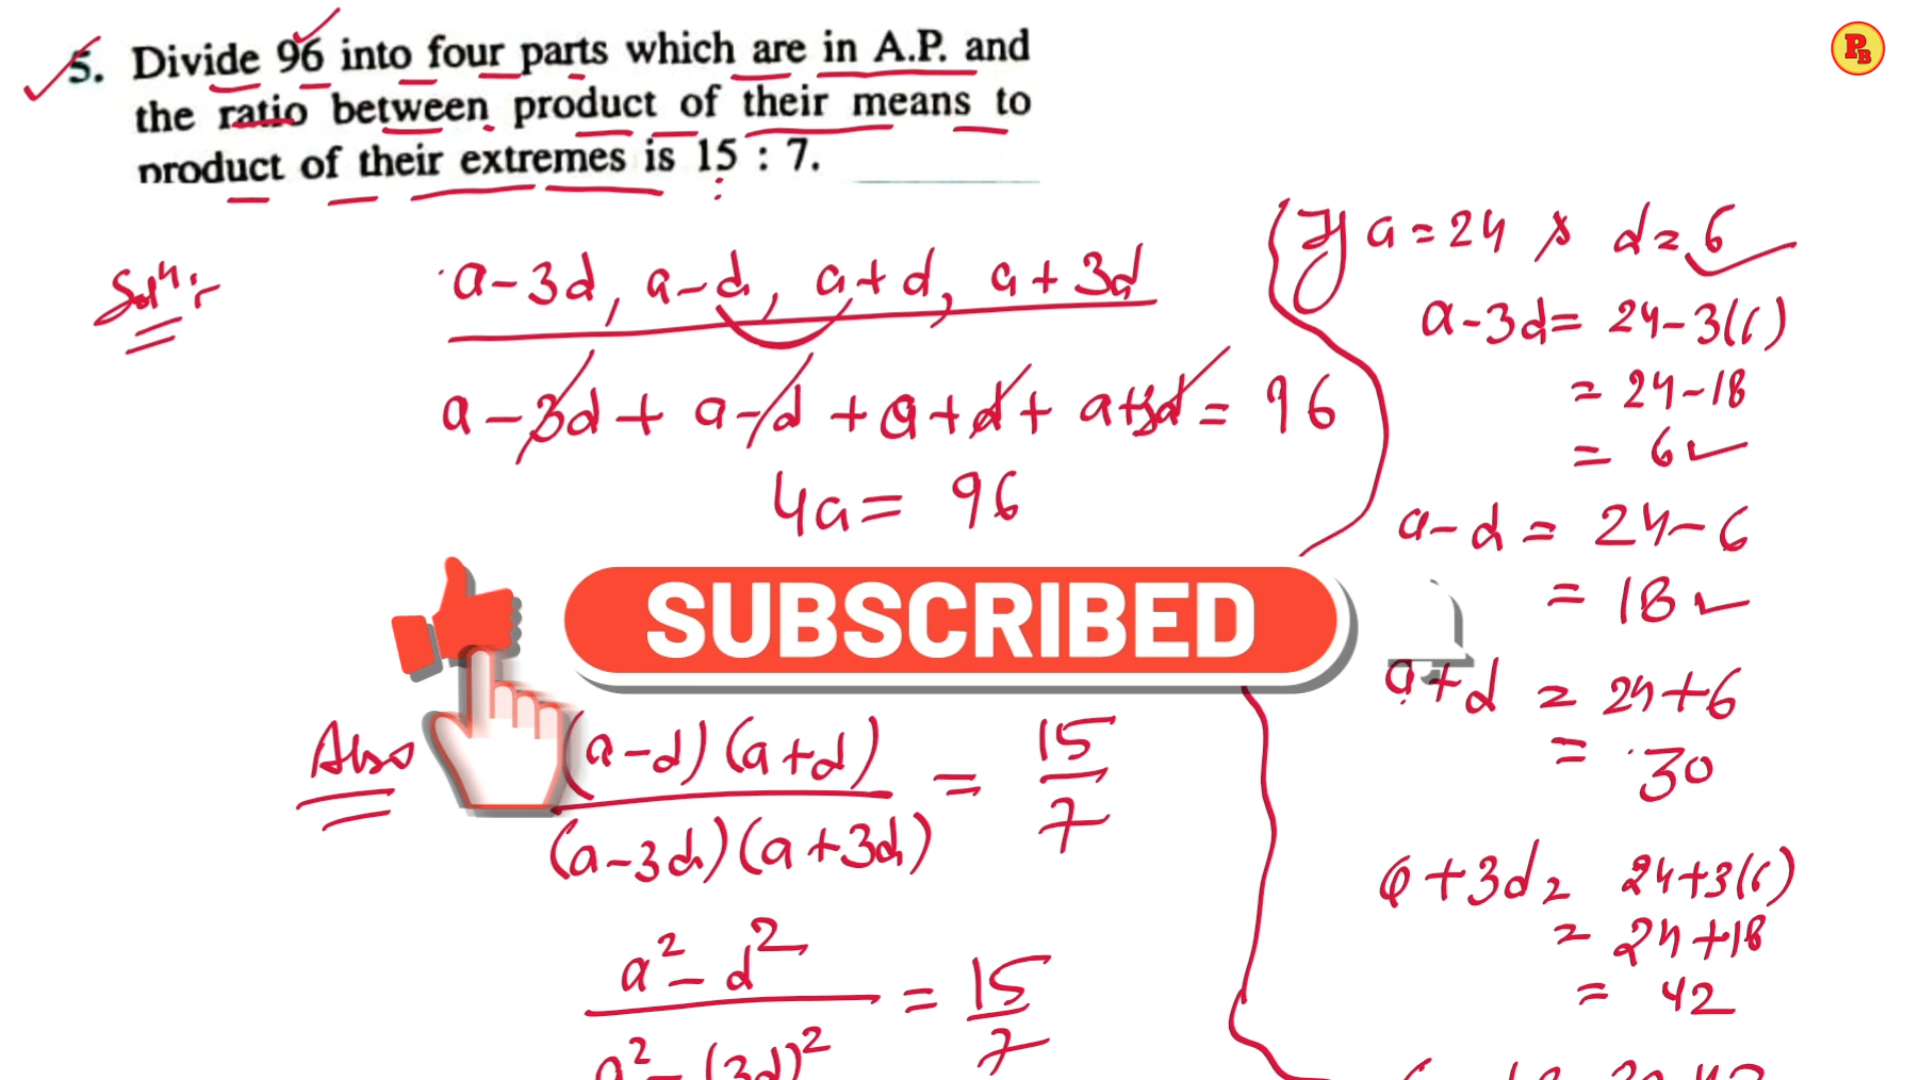 5. Divide 96 into four parts which are in A.P. and
the ratio between product of their means to
product of their extremes is 15 : 7.
PB
Solⁿ:-
a-3d, a-d, a+d, a+3d
a-3d + a-d + a+d + a+3d = 96
4a = 96
SUBSCRIBED
Also (a-d)(a+d) / (a-3d)(a+3d) = 15/7
a²-d² / a²-(3d)² = 15/7
If a=24 & d=6
a-3d = 24-3(6)
= 24-18
= 6
a-d = 24-6
= 18
a+d = 24+6
= 30
a+3d = 24+3(6)
= 24+18
= 42